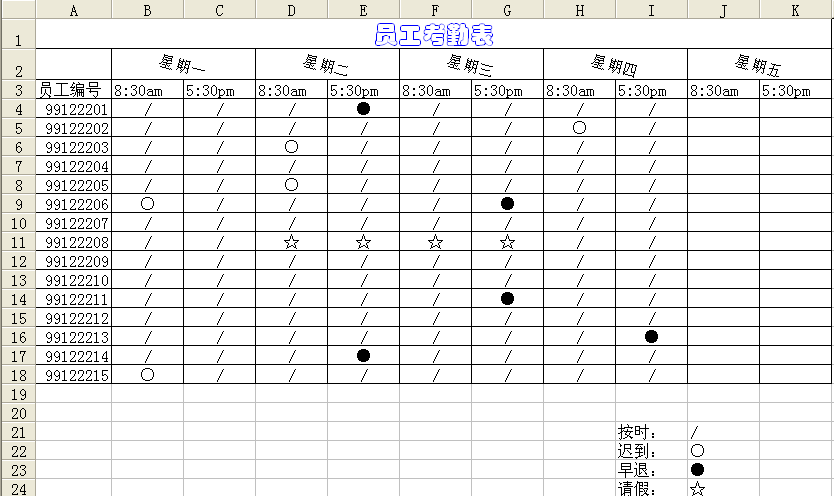 A B C D E F G H I J K
1 员工考勤表
2 星期一 星期二 星期三 星期四 星期五
3 员工编号 8:30am 5:30pm 8:30am 5:30pm 8:30am 5:30pm 8:30am 5:30pm 8:30am 5:30pm
4 99122201 / / / ● / / / /
5 99122202 / / / / / / ○ /
6 99122203 / / ○ / / / / /
7 99122204 / / / / / / / /
8 99122205 / / ○ / / / / /
9 99122206 ○ / / / / ● / /
10 99122207 / / / / / / / /
11 99122208 / / ☆ ☆ ☆ ☆ / /
12 99122209 / / / / / / / /
13 99122210 / / / / / / / /
14 99122211 / / / / / ● / /
15 99122212 / / / / / / / /
16 99122213 / / / / / / / ●
17 99122214 / / / ● / / / /
18 99122215 ○ / / / / / / /
19
20
21 按时： /
22 迟到： ○
23 早退： ●
24 请假： ☆